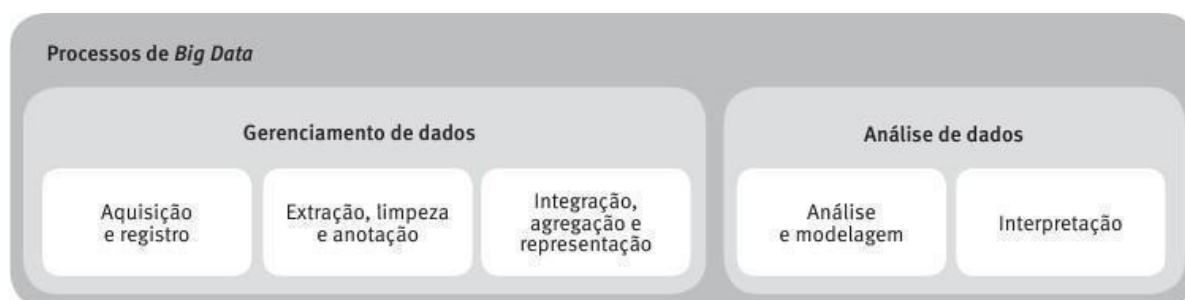 Processos de Big Data
Gerenciamento de dados
Aquisição
e registro
Extração, limpeza
e anotação
Integração,
agregação e
representação
Análise de dados
Análise
e modelagem
Interpretação